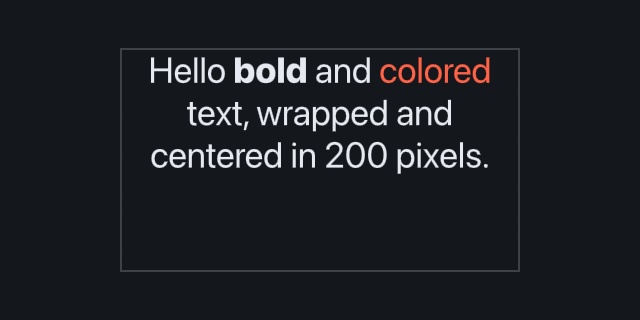 Hello bold and colored
text, wrapped and
centered in 200 pixels.